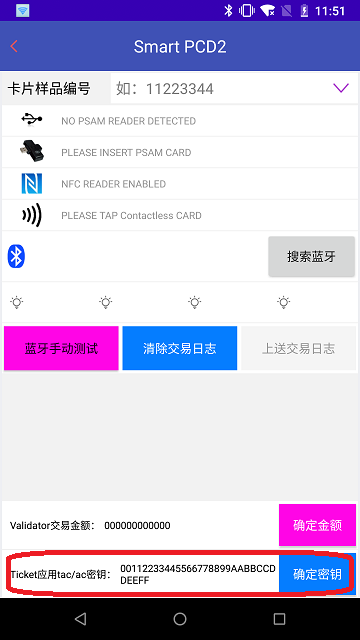 11:51
Smart PCD2
卡片样品编号 如：11223344
NO PSAM READER DETECTED
PLEASE INSERT PSAM CARD
NFC READER ENABLED
PLEASE TAP Contactless CARD
搜索蓝牙
蓝牙手动测试 清除交易日志 上送交易日志
Validator交易金额： 000000000000 确定金额
Ticket应用tac/ac密钥： 00112233445566778899AABBCCD
DEEFF 确定密钥